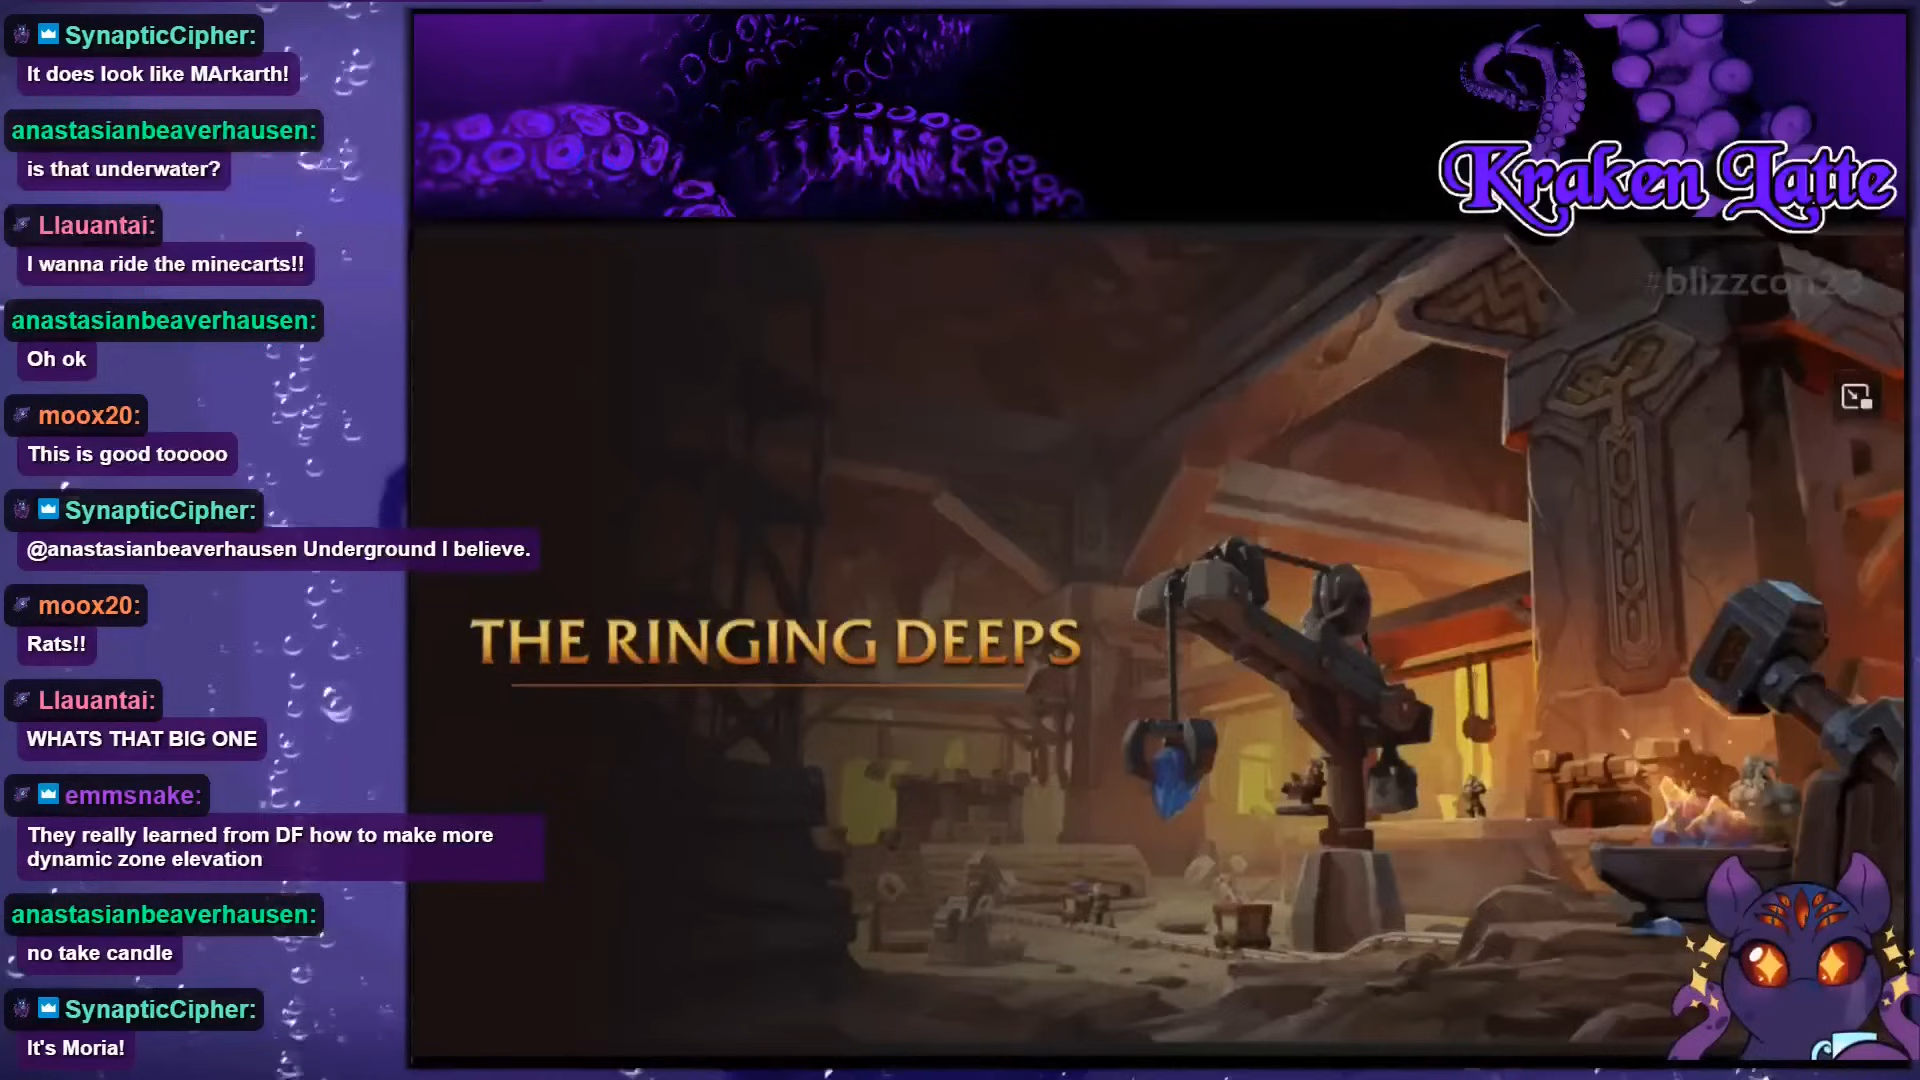 SynapticCipher:
It does look like MArkarth!
anastasianbeaverhausen:
is that underwater?
Llauantai:
I wanna ride the minecarts!!
anastasianbeaverhausen:
Oh ok
moox20:
This is good tooooo
SynapticCipher:
@anastasianbeaverhausen Underground I believe.
moox20:
Rats!!
Llauantai:
WHATS THAT BIG ONE
emmsnake:
They really learned from DF how to make more
dynamic zone elevation
anastasianbeaverhausen:
no take candle
SynapticCipher:
It's Moria!
Kraken Latte
#blizzcon23
THE RINGING DEEPS